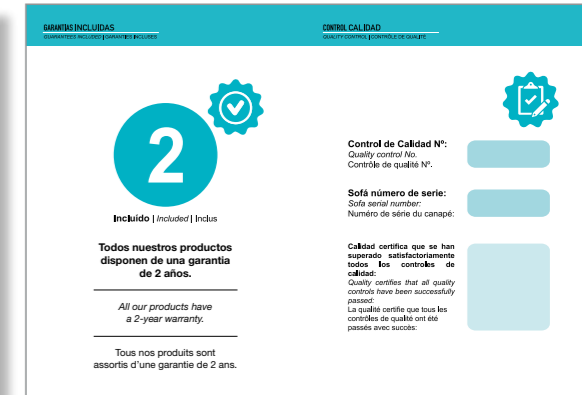 GARANTÍAS INCLUIDAS
GUARANTEES INCLUDED | GARANTIES INCLUSES
2
Incluido | Included | Inclus
Todos nuestros productos
disponen de una garantia
de 2 años.
All our products have
a 2-year warranty.
Tous nos produits sont
assortis d'une garantie de 2 ans.
CONTROL CALIDAD
QUALITY CONTROL | CONTRÔLE DE QUALITÉ
Control de Calidad Nº:
Quality control No.
Contrôle de qualité Nº.
Sofá número de serie:
Sofa serial number:
Numéro de série du canapé:
Calidad certifica que se han
superado satisfactoriamente
todos los controles de
calidad:
Quality certifies that all quality
controls have been successfully
passed:
La qualité certifie que tous les
contrôles de qualité ont été
passés avec succès: